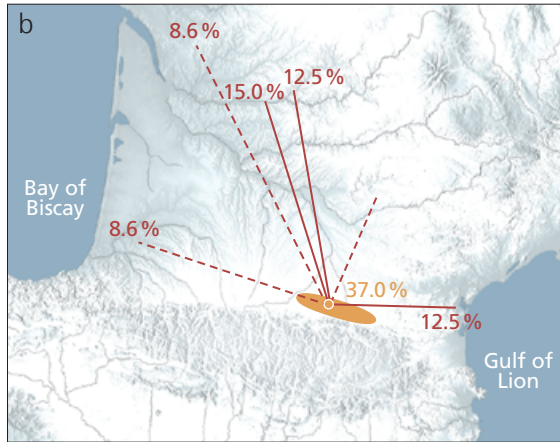 b
8.6 %
15.0 %
12.5 %
Bay of
Biscay
8.6 %
37.0 %
12.5 %
Gulf of
Lion